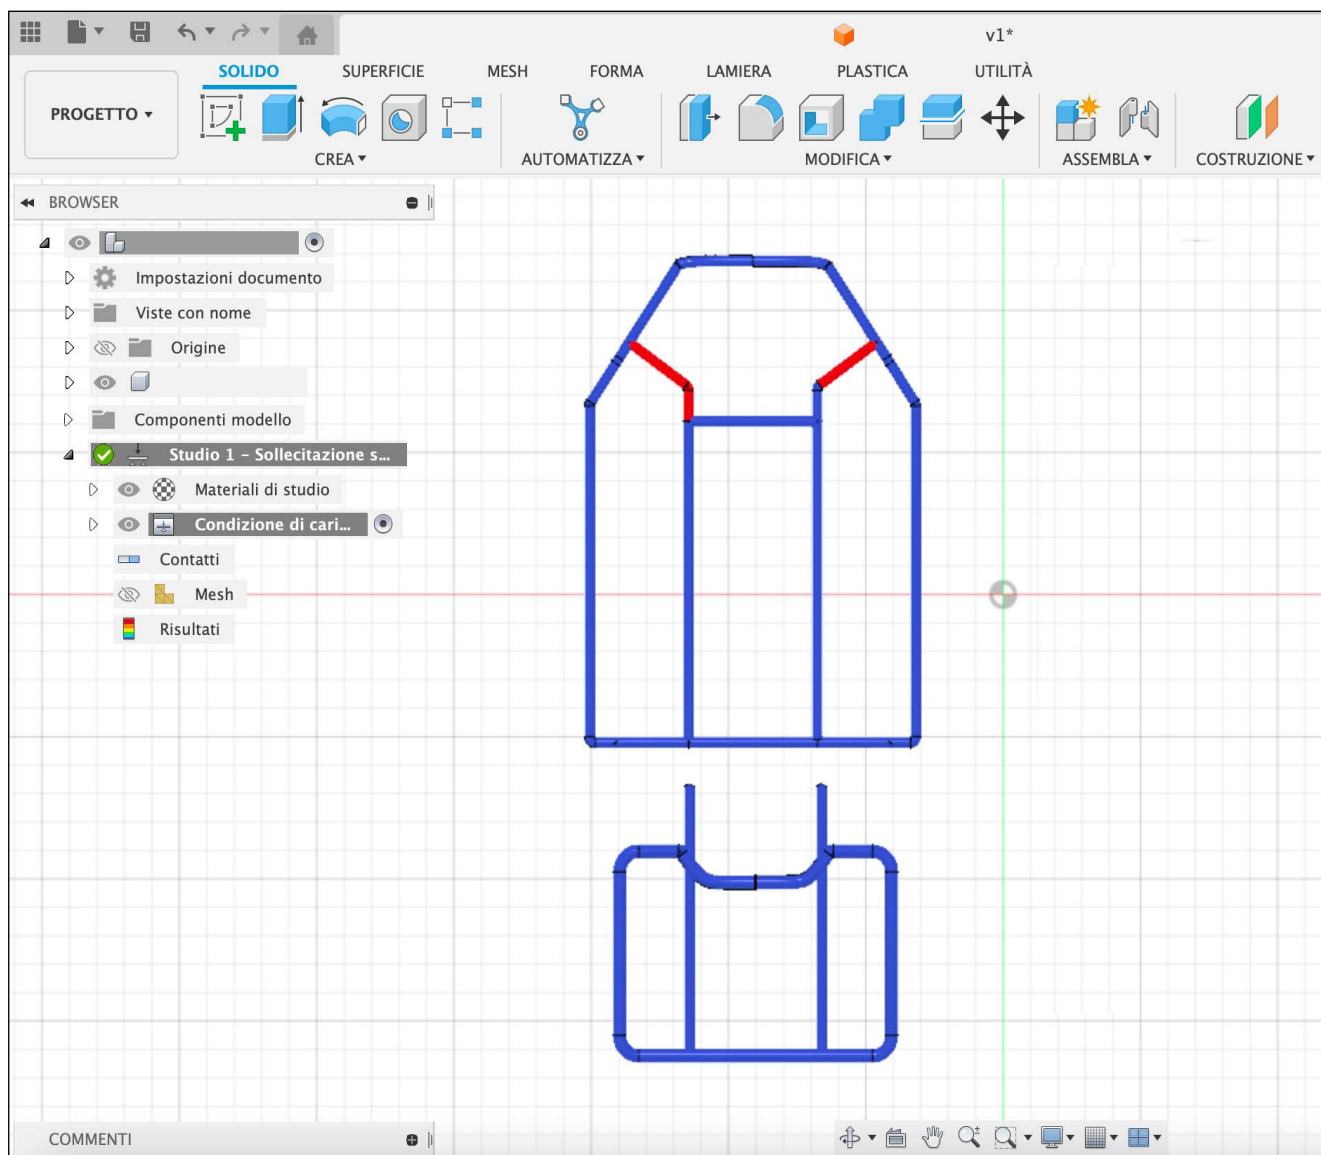 v1*
SOLIDO SUPERFICIE MESH FORMA LAMIERA PLASTICA UTILITÀ
PROGETTO
CREA AUTOMATIZZA MODIFICA ASSEMBLA COSTRUZIONE
BROWSER
Impostazioni documento
Viste con nome
Origine
Componenti modello
Studio 1 - Sollecitazione s...
Materiali di studio
Condizione di cari...
Contatti
Mesh
Risultati
COMMENTI